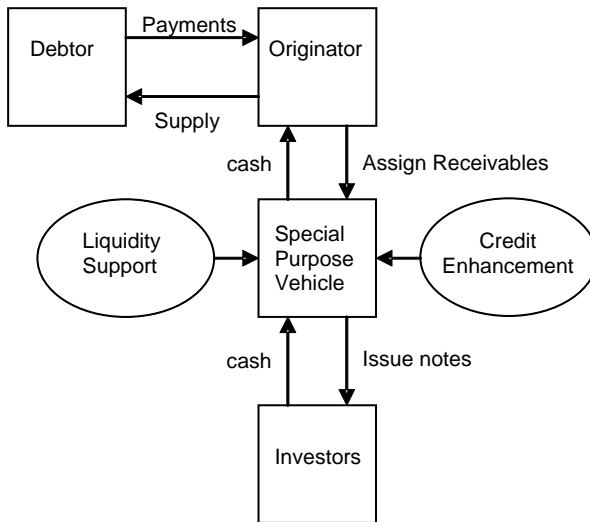 Payments
Debtor
Originator
Supply
cash
Assign Receivables
Liquidity
Support
Special
Purpose
Vehicle
Credit
Enhancement
cash
Issue notes
Investors